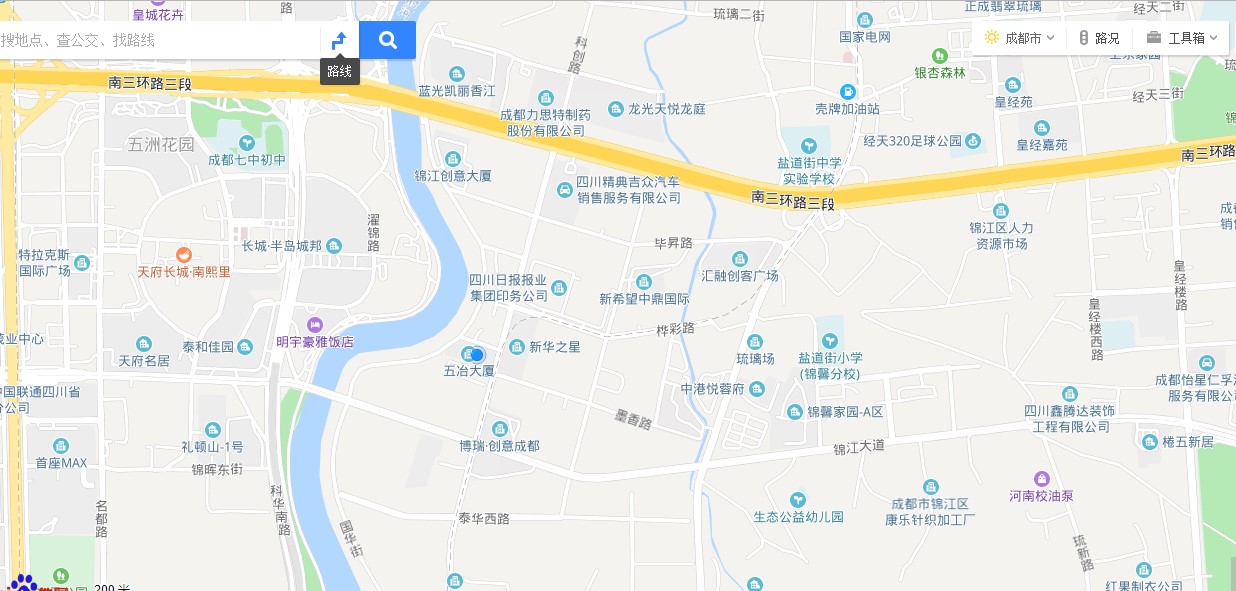 皇城花卉
路
琉璃二街
正成翡翠琉璃
经天二街
搜地点、查公交、找路线
路线
科创路
国家电网
成都市
路况
工具箱
银杏森林
南三环路三段
蓝光凯丽香江
成都力思特制药
股份有限公司
龙光天悦龙庭
壳牌加油站
皇经苑
经天三街
五洲花园
成都七中初中
锦江创意大厦
盐道街中学
实验学校
经天320足球公园
皇经嘉苑
南三环路
四川精典吉众汽车
销售服务有限公司
南三环路三段
濯锦路
长城·半岛城邦
毕昇路
锦江区人力
资源市场
特拉克斯
国际广场
天府长城·南熙里
四川日报报业
集团印务公司
新希望中鼎国际
汇融创客广场
皇经楼路
皇经楼西路
茂业中心
天府名居
泰和佳园
明宇豪雅饭店
新华之星
桦彩路
五冶大厦
琉璃场
盐道街小学
(锦馨分校)
中国联通四川省
分公司
中港悦蓉府
成都怡星仁孚汽
服务有限公
锦馨家园-A区
四川鑫腾达装饰
工程有限公司
墨香路
首座MAX
礼顿山-1号
博瑞·创意成都
锦江大道
棬五新居
锦晖东街
名都路
科华南路
国华街
泰华西路
生态公益幼儿园
成都市锦江区
康乐针织加工厂
河南校油泵
琉新路
红果制衣公司
200 米